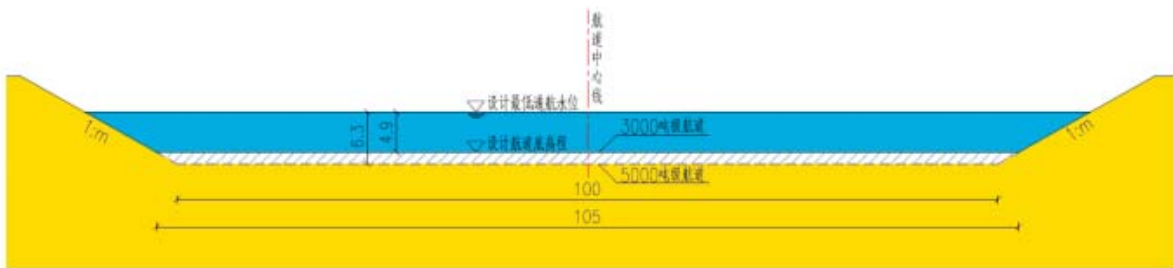 航道中心线
设计最低通航水位
6.3
4.9
3000吨级航道
设计航道底高程
5000吨级航道
1:m
1:m
100
105